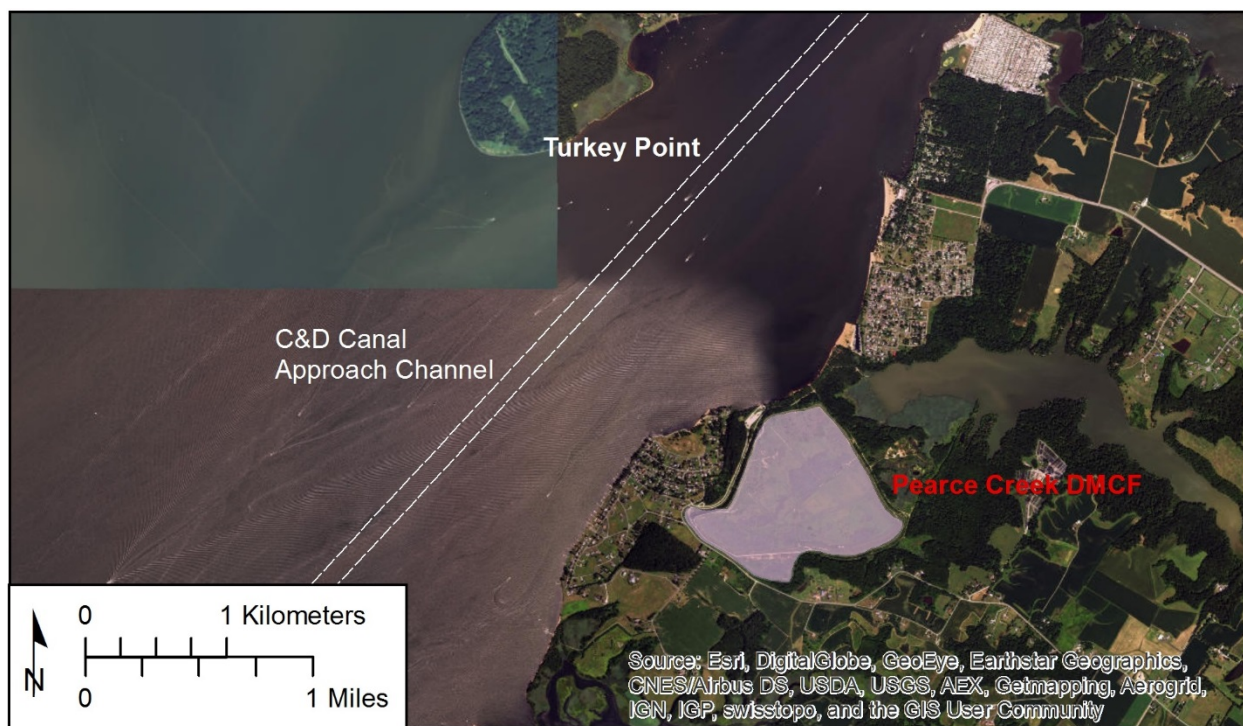 Turkey Point
C&D Canal
Approach Channel
Pearce Creek DMCF
0 1 Kilometers
0 1 Miles
N
Source: Esri, DigitalGlobe, GeoEye, Earthstar Geographics,
CNES/Airbus DS, USDA, USGS, AEX, Getmapping, Aerogrid,
IGN, IGP, swisstopo, and the GIS User Community